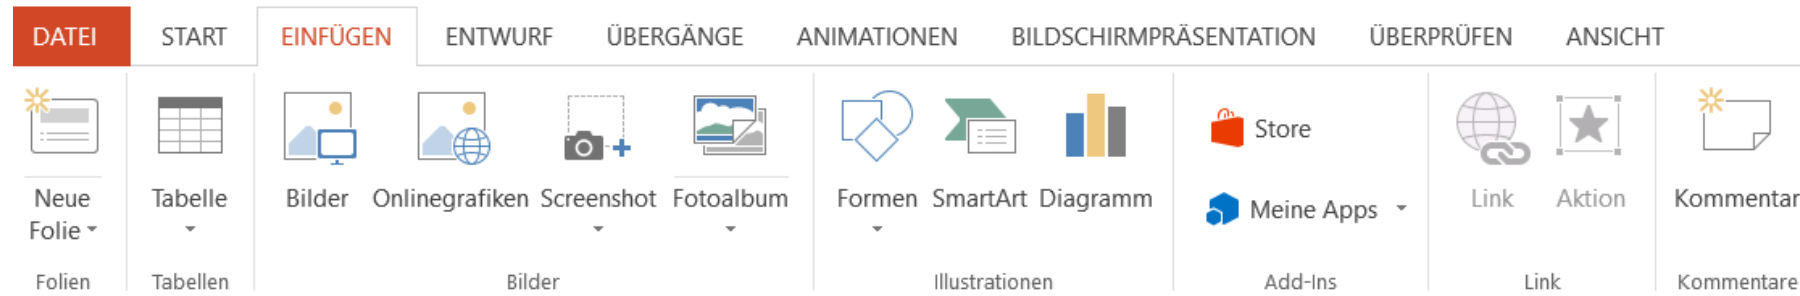 DATEI START EINFÜGEN ENTWURF ÜBERGÄNGE ANIMATIONEN BILDSCHIRMPRÄSENTATION ÜBERPRÜFEN ANSICHT
Neue
Folie
Folien
Tabelle
Tabellen
Bilder Onlinegrafiken Screenshot Fotoalbum
Bilder
Formen SmartArt Diagramm
Illustrationen
Store
Meine Apps
Add-Ins
Link Aktion
Link
Kommentar
Kommentare